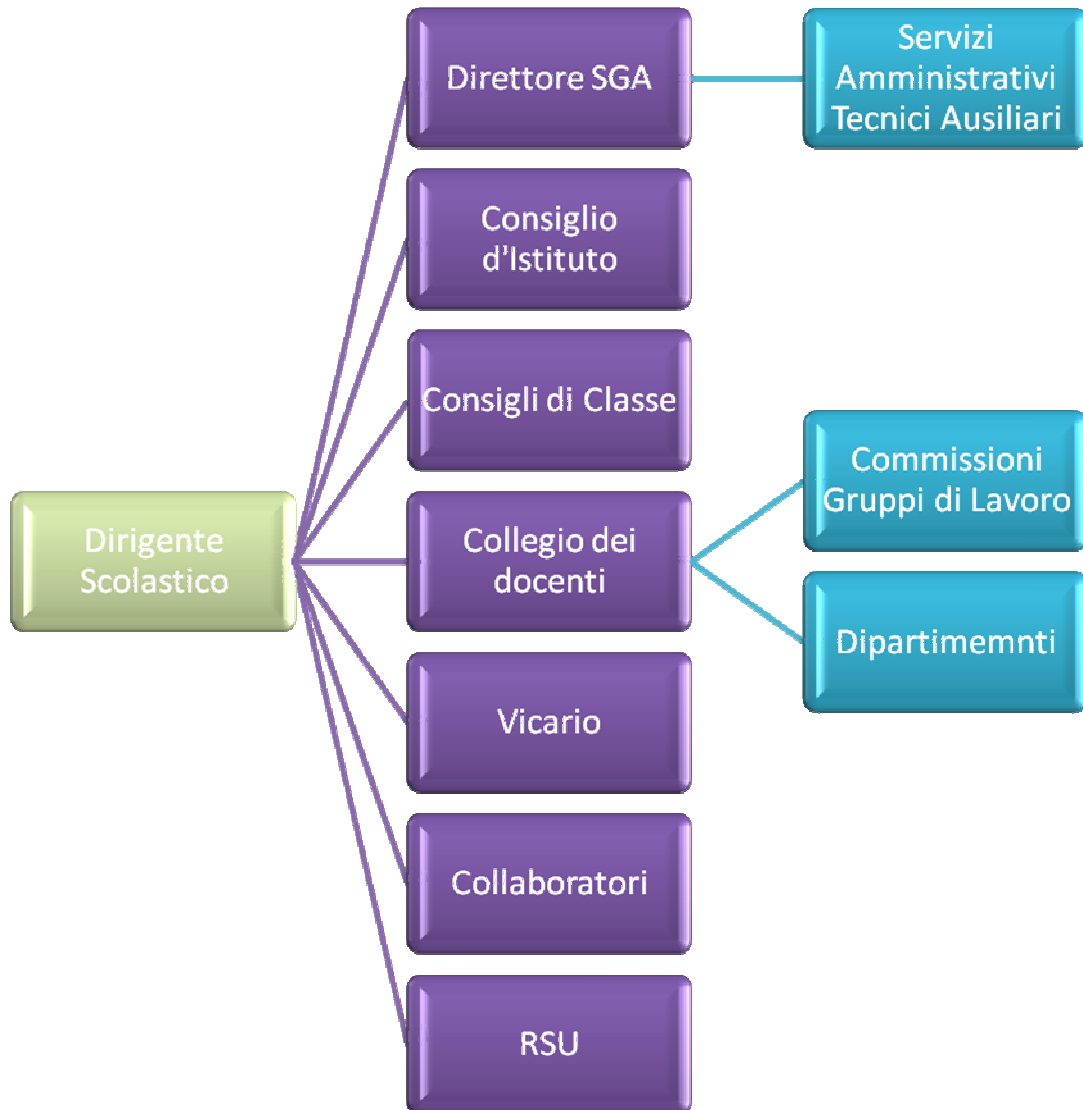 Dirigente
Scolastico
Direttore SGA
Servizi
Amministrativi
Tecnici Ausiliari
Consiglio
d'Istituto
Consigli di Classe
Collegio dei
docenti
Commissioni
Gruppi di Lavoro
Dipartimemnti
Vicario
Collaboratori
RSU